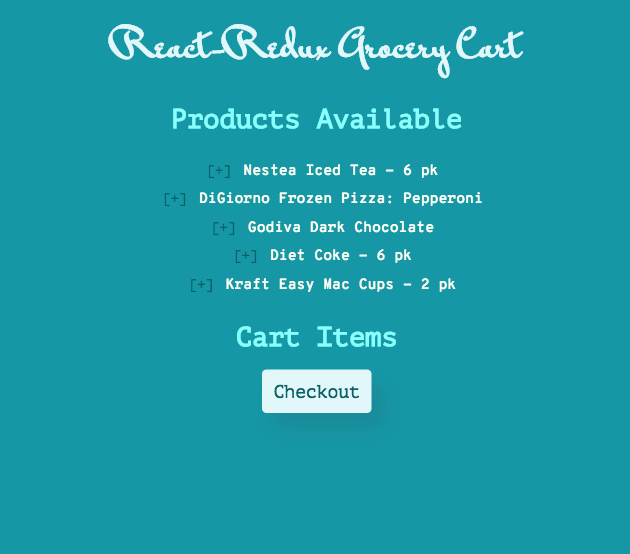 React-Redux Grocery Cart
Products Available
[+] Nestea Iced Tea - 6 pk
[+] DiGiorno Frozen Pizza: Pepperoni
[+] Godiva Dark Chocolate
[+] Diet Coke - 6 pk
[+] Kraft Easy Mac Cups - 2 pk
Cart Items
Checkout